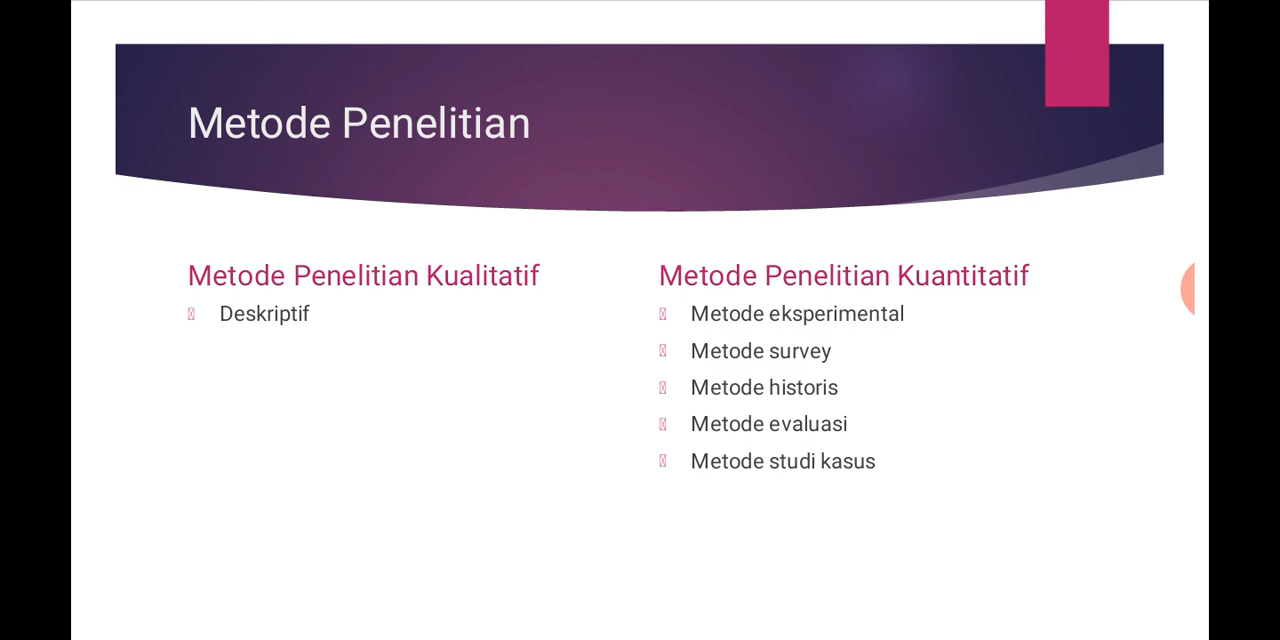 Metode Penelitian
Metode Penelitian Kualitatif
Deskriptif
Metode Penelitian Kuantitatif
Metode eksperimental
Metode survey
Metode historis
Metode evaluasi
Metode studi kasus